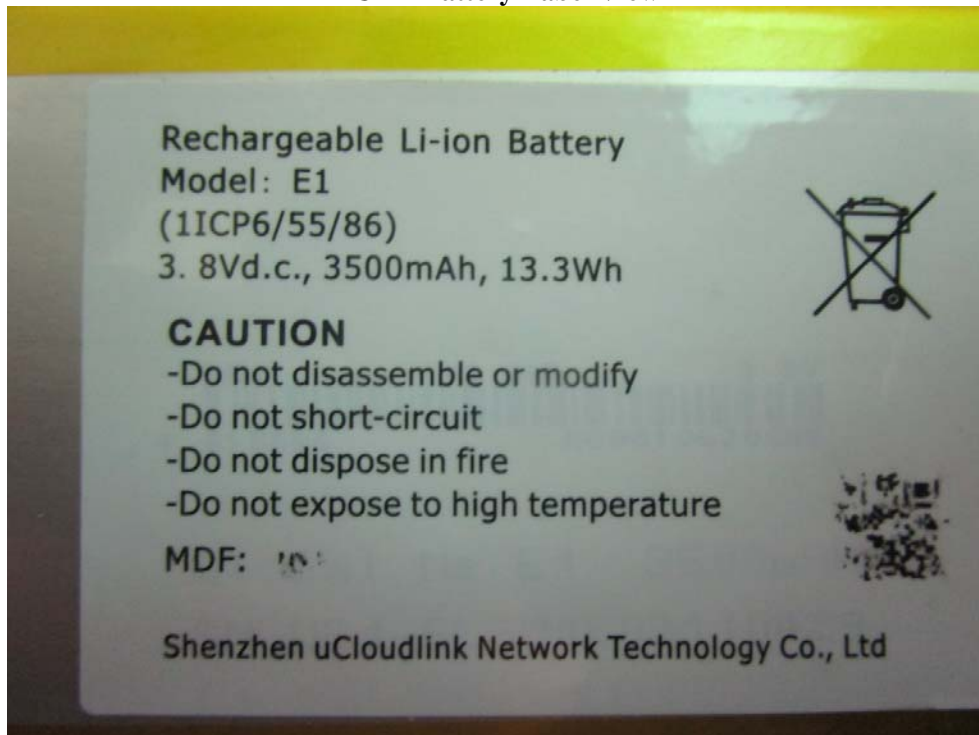 Rechargeable Li-ion Battery
Model: E1
(1ICP6/55/86)
3. 8Vd.c., 3500mAh, 13.3Wh
CAUTION
-Do not disassemble or modify
-Do not short-circuit
-Do not dispose in fire
-Do not expose to high temperature
MDF:
Shenzhen uCloudlink Network Technology Co., Ltd